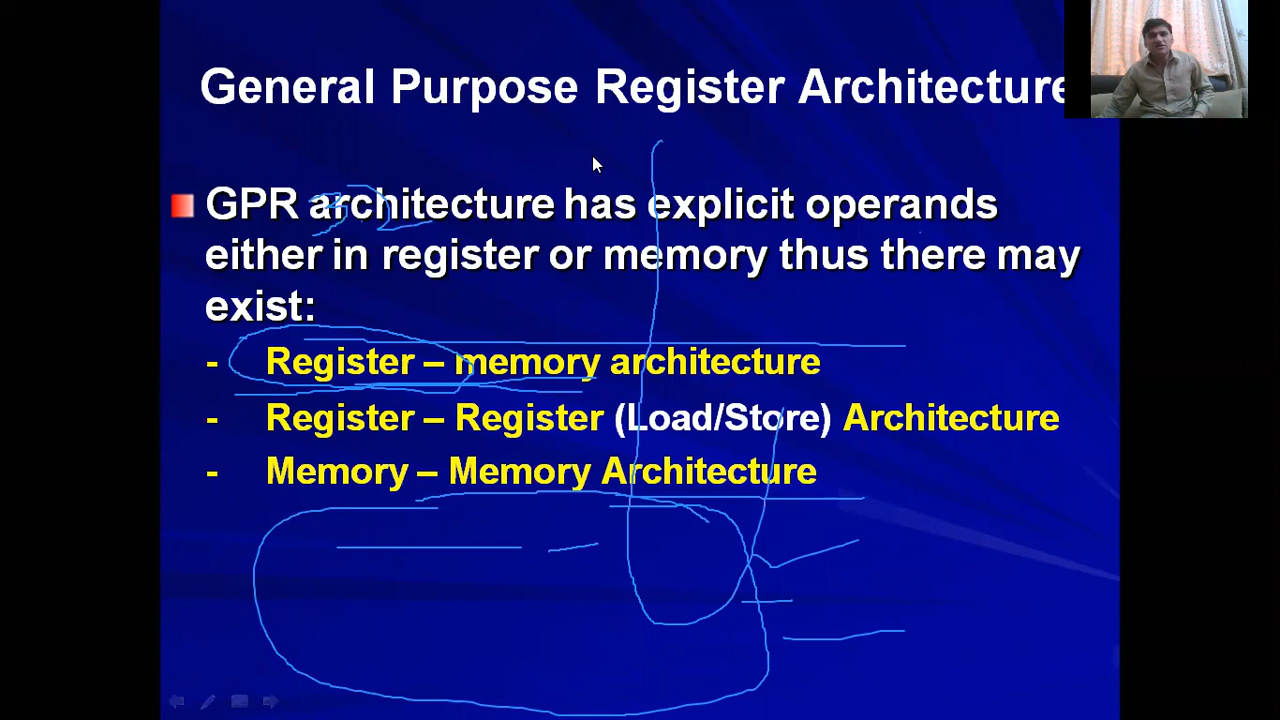 General Purpose Register Architecture
GPR architecture has explicit operands
either in register or memory thus there may
exist:
- Register – memory architecture
- Register – Register (Load/Store) Architecture
- Memory – Memory Architecture
32